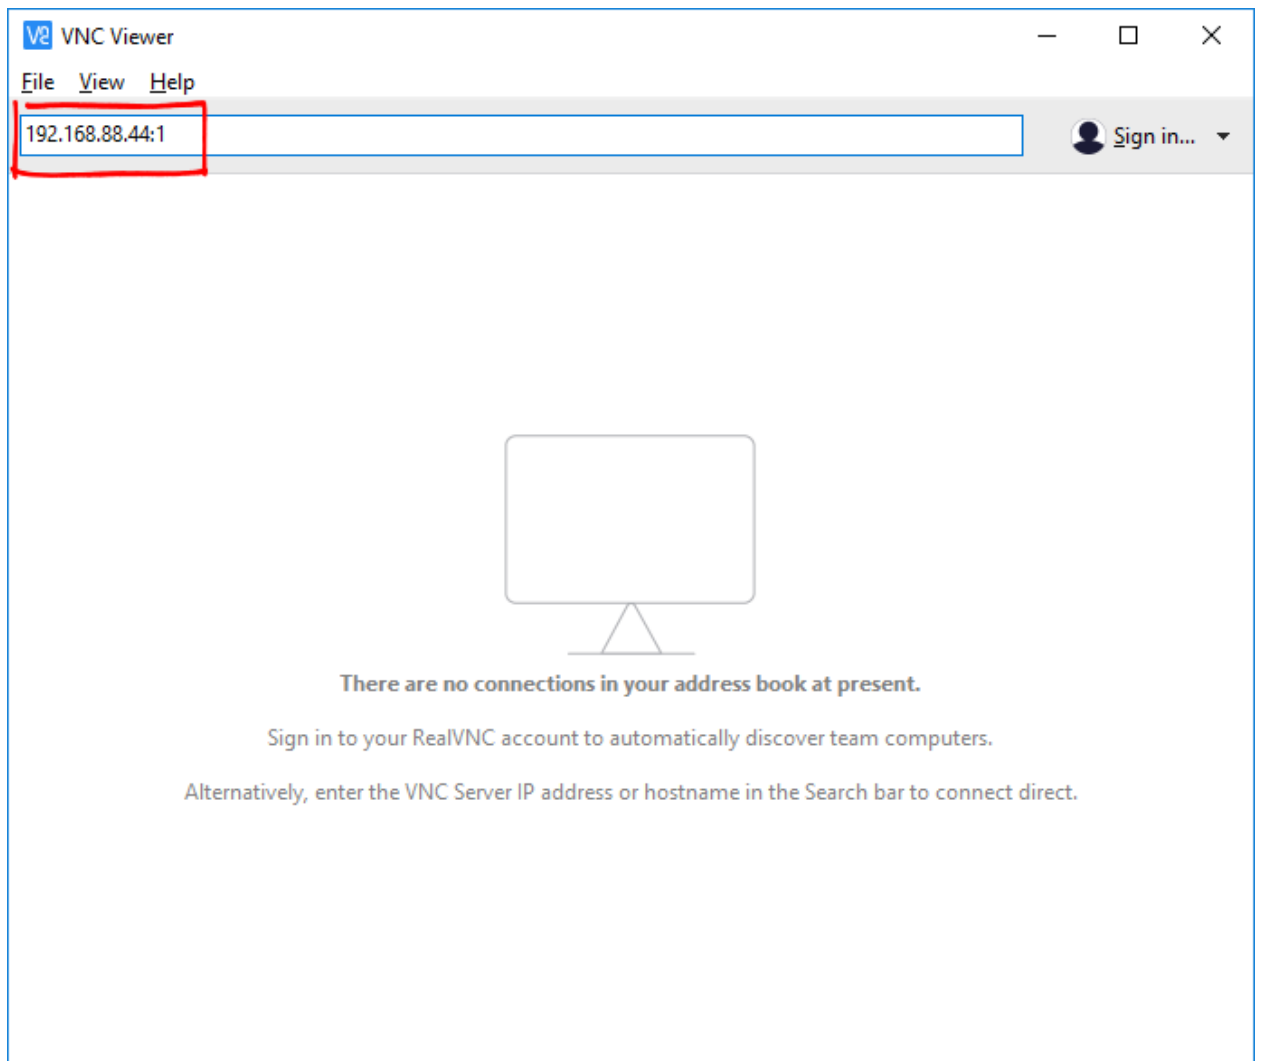 VNC Viewer
File View Help
192.168.88.44:1
Sign in...
There are no connections in your address book at present.
Sign in to your RealVNC account to automatically discover team computers.
Alternatively, enter the VNC Server IP address or hostname in the Search bar to connect direct.